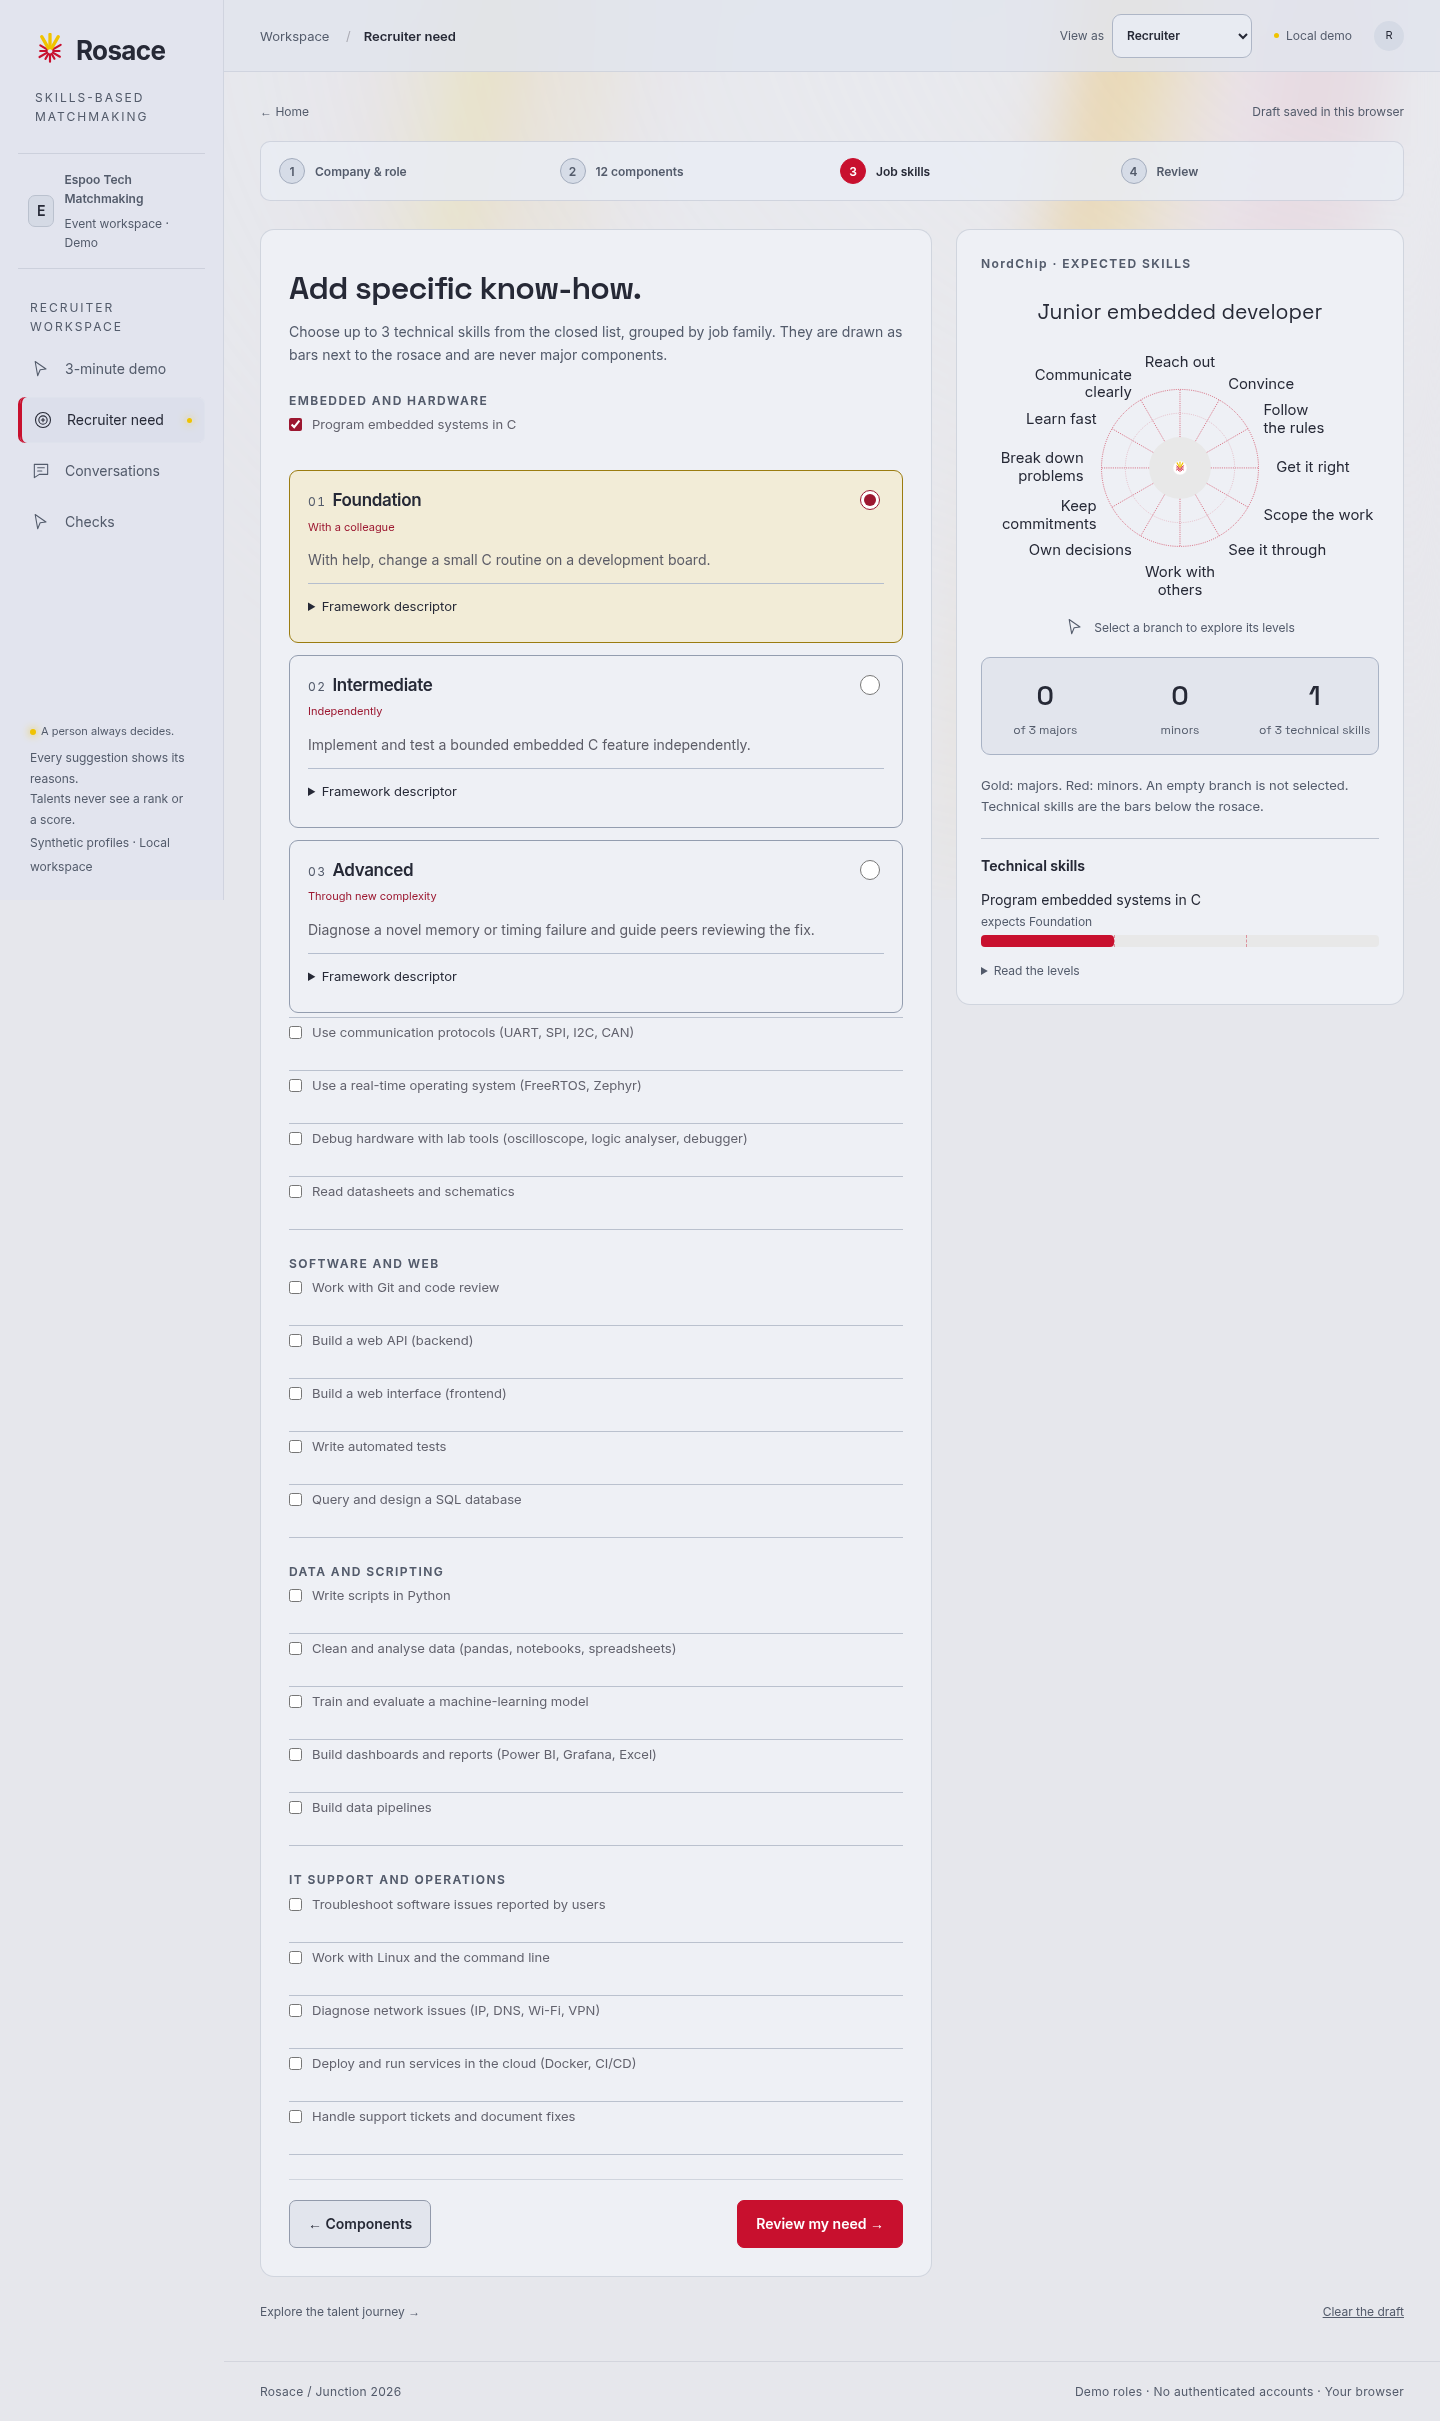 Rosace
SKILLS-BASED
MATCHMAKING
E
Espoo Tech
Matchmaking
Event workspace ·
Demo
RECRUITER
WORKSPACE
3-minute demo
Recruiter need
Conversations
Checks
A person always decides.
Every suggestion shows its
reasons.
Talents never see a rank or
a score.
Synthetic profiles · Local
workspace
Workspace / Recruiter need
View as Recruiter Local demo R
← Home
Draft saved in this browser
1 Company & role
2 12 components
3 Job skills
4 Review
Add specific know-how.
Choose up to 3 technical skills from the closed list, grouped by job family. They are drawn as
bars next to the rosace and are never major components.
EMBEDDED AND HARDWARE
Program embedded systems in C
01 Foundation
With a colleague
With help, change a small C routine on a development board.
Framework descriptor
02 Intermediate
Independently
Implement and test a bounded embedded C feature independently.
Framework descriptor
03 Advanced
Through new complexity
Diagnose a novel memory or timing failure and guide peers reviewing the fix.
Framework descriptor
Use communication protocols (UART, SPI, I2C, CAN)
Use a real-time operating system (FreeRTOS, Zephyr)
Debug hardware with lab tools (oscilloscope, logic analyser, debugger)
Read datasheets and schematics
SOFTWARE AND WEB
Work with Git and code review
Build a web API (backend)
Build a web interface (frontend)
Write automated tests
Query and design a SQL database
DATA AND SCRIPTING
Write scripts in Python
Clean and analyse data (pandas, notebooks, spreadsheets)
Train and evaluate a machine-learning model
Build dashboards and reports (Power BI, Grafana, Excel)
Build data pipelines
IT SUPPORT AND OPERATIONS
Troubleshoot software issues reported by users
Work with Linux and the command line
Diagnose network issues (IP, DNS, Wi-Fi, VPN)
Deploy and run services in the cloud (Docker, CI/CD)
Handle support tickets and document fixes
← Components
Review my need →
NordChip · EXPECTED SKILLS
Junior embedded developer
Reach out
Convince
Follow
the rules
Get it right
Scope the work
See it through
Work with
others
Own decisions
Keep
commitments
Break down
problems
Learn fast
Communicate
clearly
Select a branch to explore its levels
0
of 3 majors
0
minors
1
of 3 technical skills
Gold: majors. Red: minors. An empty branch is not selected.
Technical skills are the bars below the rosace.
Technical skills
Program embedded systems in C
expects Foundation
Read the levels
Explore the talent journey →
Clear the draft
Rosace / Junction 2026
Demo roles · No authenticated accounts · Your browser